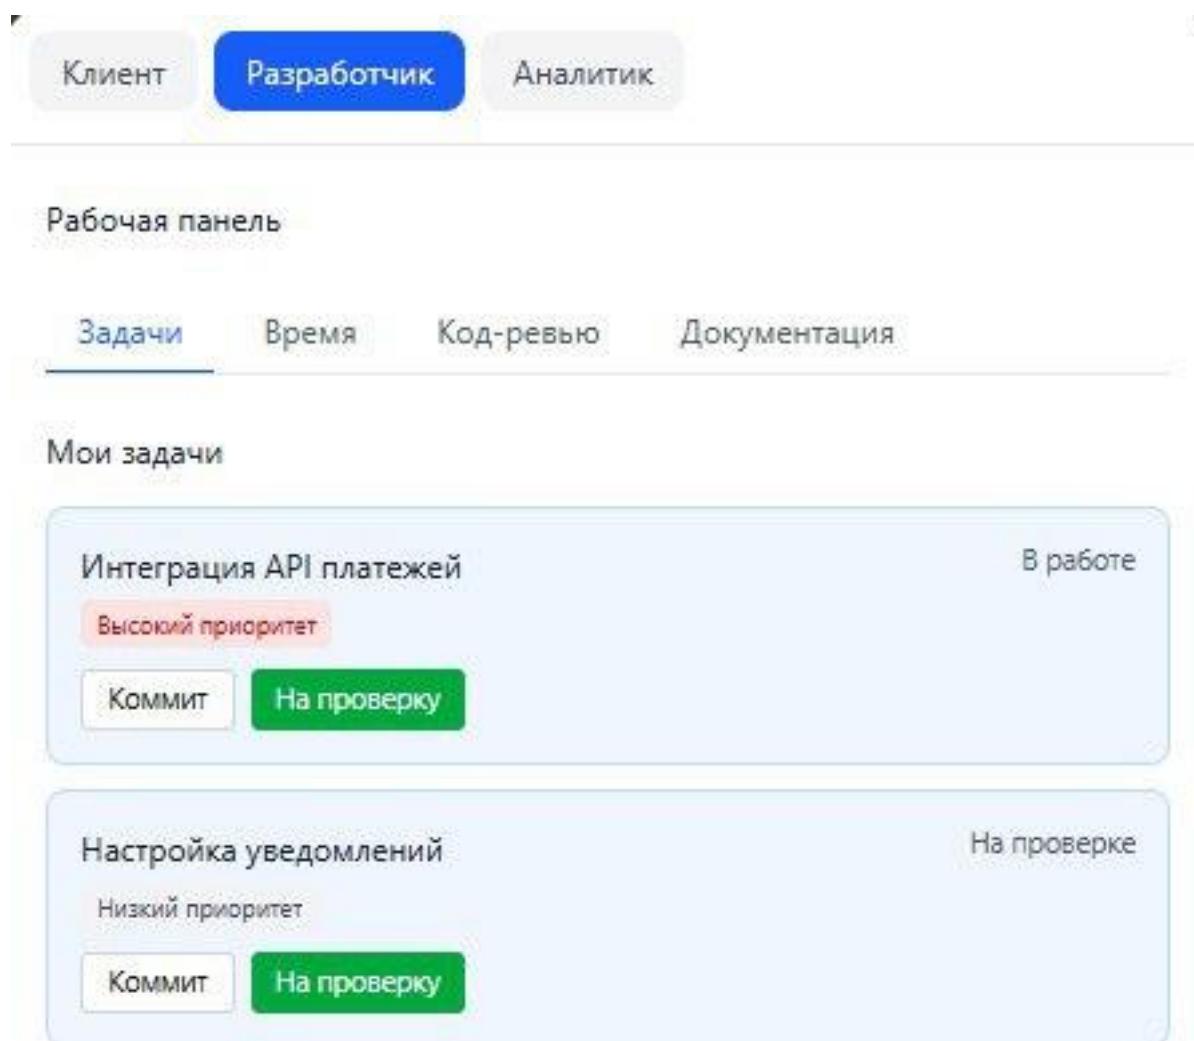 Клиент Разработчик Аналитик
Рабочая панель
Задачи Время Код-ревью Документация
Мои задачи
Интеграция API платежей В работе
Высокий приоритет
Коммит На проверку
Настройка уведомлений На проверке
Низкий приоритет
Коммит На проверку